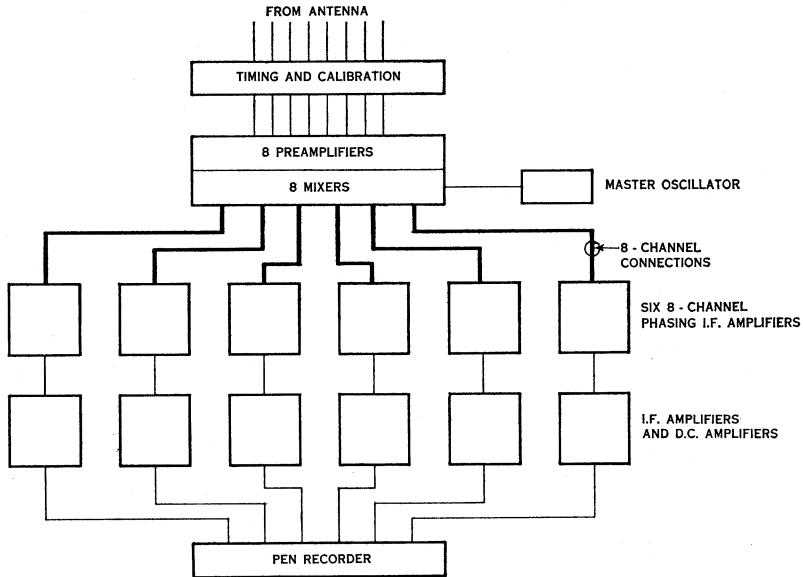 FROM ANTENNA
TIMING AND CALIBRATION
8 PREAMPLIFIERS
8 MIXERS
MASTER OSCILLATOR
8 - CHANNEL
CONNECTIONS
SIX 8 - CHANNEL
PHASING I.F. AMPLIFIERS
I.F. AMPLIFIERS
AND D.C. AMPLIFIERS
PEN RECORDER